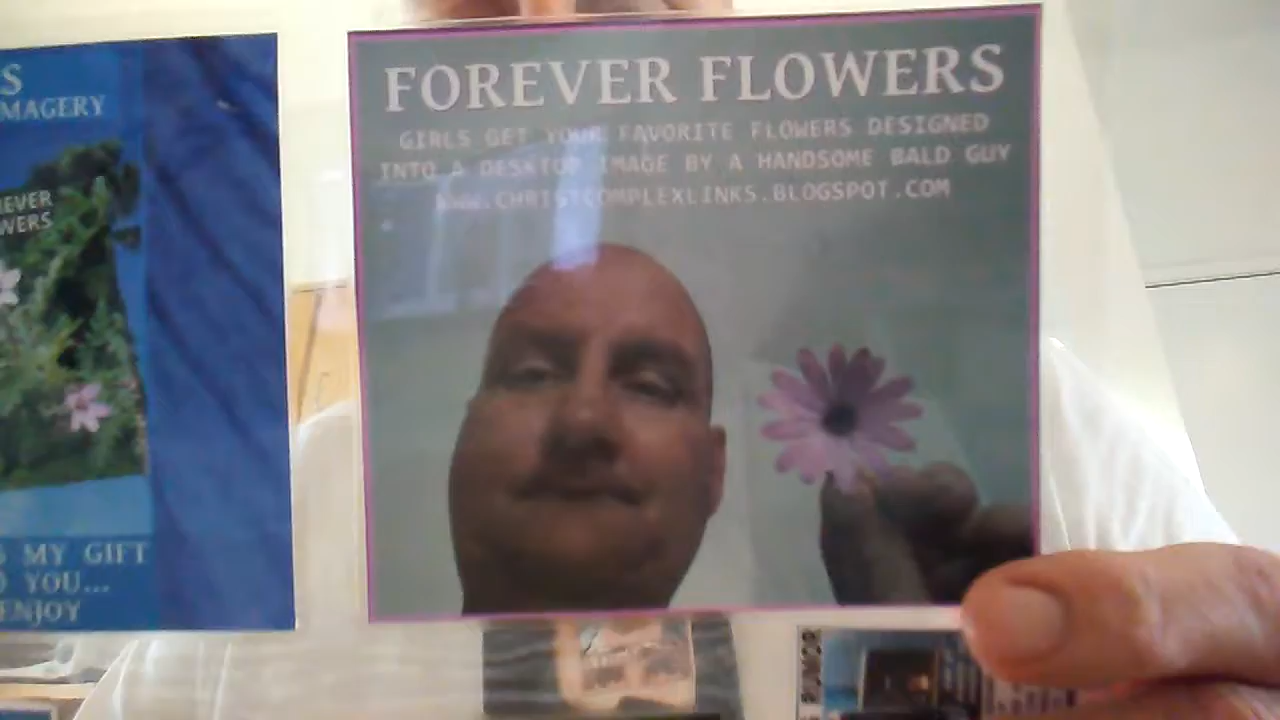 S
MAGERY
EVER
WERS
S MY GIFT
O YOU...
ENJOY
FOREVER FLOWERS
GIRLS GET YOUR FAVORITE FLOWERS DESIGNED
INTO A DESKTOP IMAGE BY A HANDSOME BALD GUY
WWW.CHRISTCOMPLEXLINKS.BLOGSPOT.COM